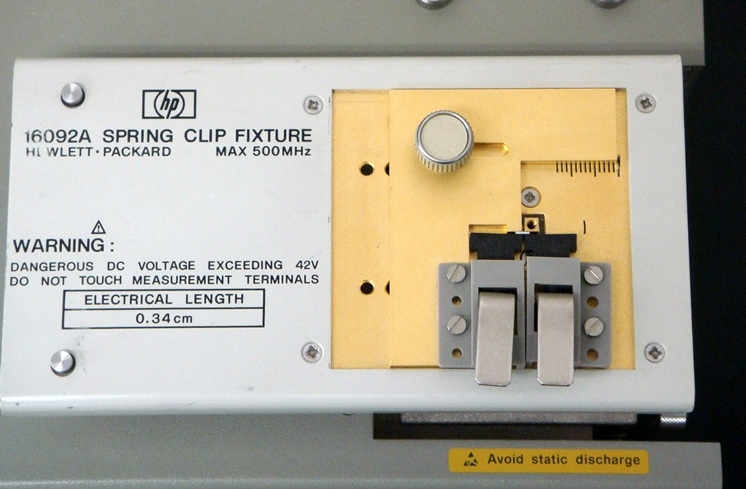 hp
16092A SPRING CLIP FIXTURE
HEWLETT·PACKARD MAX 500MHz
WARNING:
DANGEROUS DC VOLTAGE EXCEEDING 42V
DO NOT TOUCH MEASUREMENT TERMINALS
ELECTRICAL LENGTH
0.34cm
Avoid static discharge